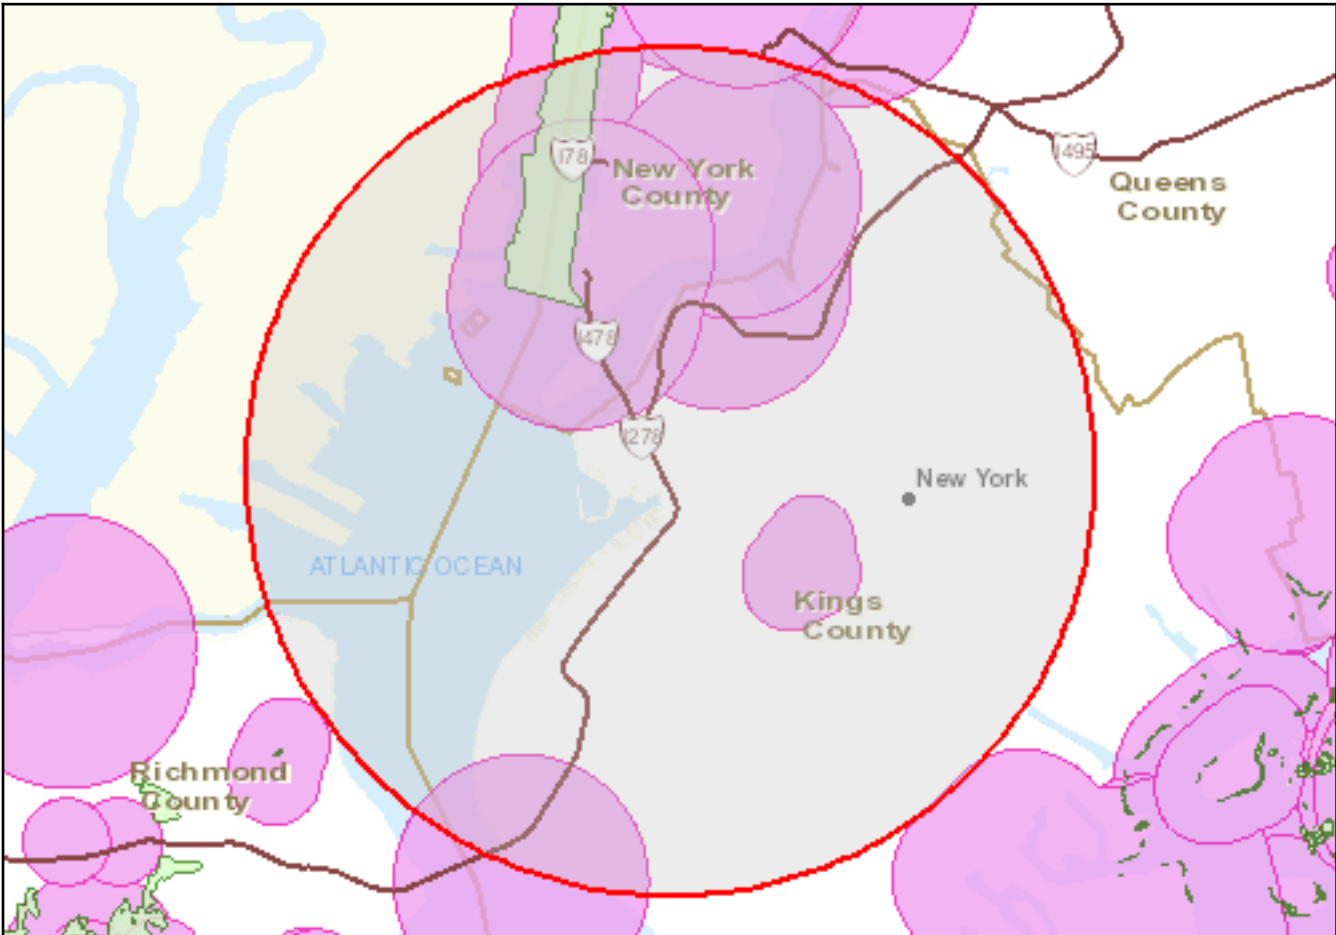 I78
New York
County
I495
Queens
County
I478
I278
New York
ATLANTIC OCEAN
Kings
County
Richmond
County